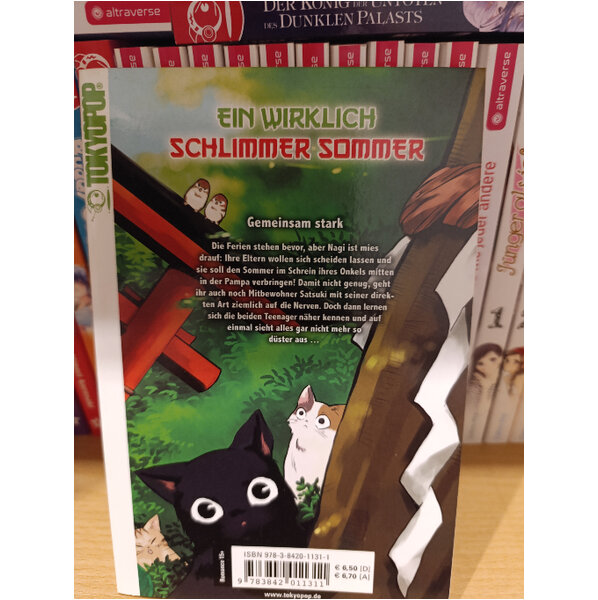 altraverse
DER KÖNIG DER UNTOTEN
DES DUNKLEN PALASTS
altraverse
TOKYOPOP
EIN WIRKLICH
SCHLIMMER SOMMER
Gemeinsam stark
Die Ferien stehen bevor, aber Nagi ist mies
drauf: Ihre Eltern wollen sich scheiden lassen und
sie soll den Sommer im Schrein ihres Onkels mitten
in der Pampa verbringen! Damit nicht genug, geht
ihr auch noch Mitbewohner Satsuki mit seiner direk-
ten Art ziemlich auf die Nerven. Doch dann lernen
sich die beiden Teenager näher kennen und auf
einmal sieht alles gar nicht mehr so
düster aus ...
altraverse
jeder andere
Romance 15+
ISBN 978-3-8420-1131-1
9 783842 011311
€ 6,50 [D]
€ 6,70 [A]
www.tokyopop.de